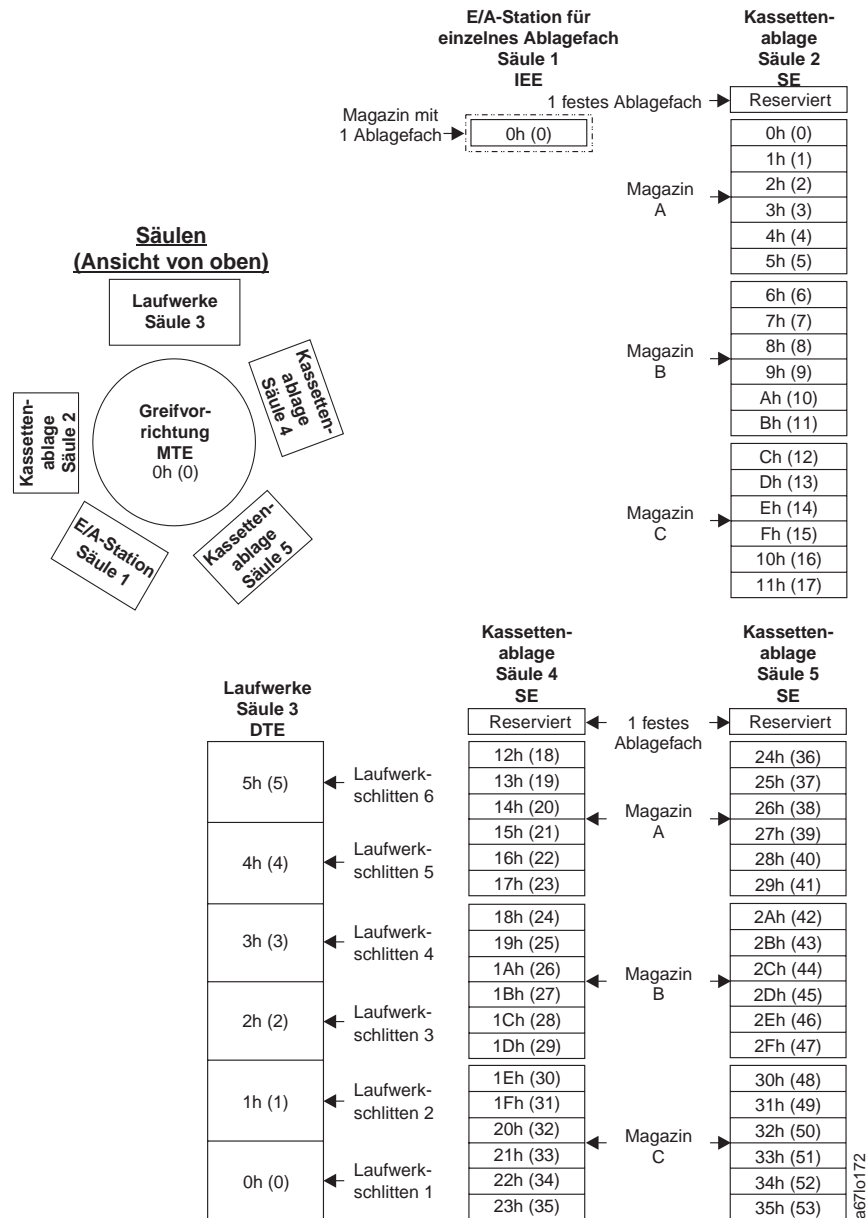 E/A-Station für
einzelnes Ablagefach
Säule 1
IEE
Kassetten-
ablage
Säule 2
SE
1 festes Ablagefach
Reserviert
Magazin mit
1 Ablagefach
0h (0)
Magazin
A
0h (0)
1h (1)
2h (2)
3h (3)
4h (4)
5h (5)
Magazin
B
6h (6)
7h (7)
8h (8)
9h (9)
Ah (10)
Bh (11)
Magazin
C
Ch (12)
Dh (13)
Eh (14)
Fh (15)
10h (16)
11h (17)
Säulen
(Ansicht von oben)
Laufwerke
Säule 3
Kassetten-
ablage
Säule 4
Kassetten-
ablage
Säule 2
Greifvor-
richtung
MTE
0h (0)
E/A-Station
Säule 1
Kassetten-
ablage
Säule 5
Laufwerke
Säule 3
DTE
5h (5)
Laufwerk-
schlitten 6
4h (4)
Laufwerk-
schlitten 5
3h (3)
Laufwerk-
schlitten 4
2h (2)
Laufwerk-
schlitten 3
1h (1)
Laufwerk-
schlitten 2
0h (0)
Laufwerk-
schlitten 1
Kassetten-
ablage
Säule 4
SE
Reserviert
12h (18)
13h (19)
14h (20)
15h (21)
16h (22)
17h (23)
18h (24)
19h (25)
1Ah (26)
1Bh (27)
1Ch (28)
1Dh (29)
1Eh (30)
1Fh (31)
20h (32)
21h (33)
22h (34)
23h (35)
1 festes
Ablagefach
Magazin
A
Magazin
B
Magazin
C
Kassetten-
ablage
Säule 5
SE
Reserviert
24h (36)
25h (37)
26h (38)
27h (39)
28h (40)
29h (41)
2Ah (42)
2Bh (43)
2Ch (44)
2Dh (45)
2Eh (46)
2Fh (47)
30h (48)
31h (49)
32h (50)
33h (51)
34h (52)
35h (53)
a67lo172